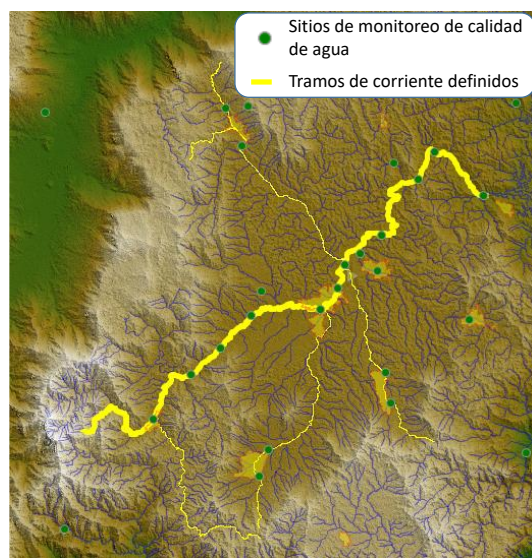 Sitios de monitoreo de calidad
de agua
Tramos de corriente definidos